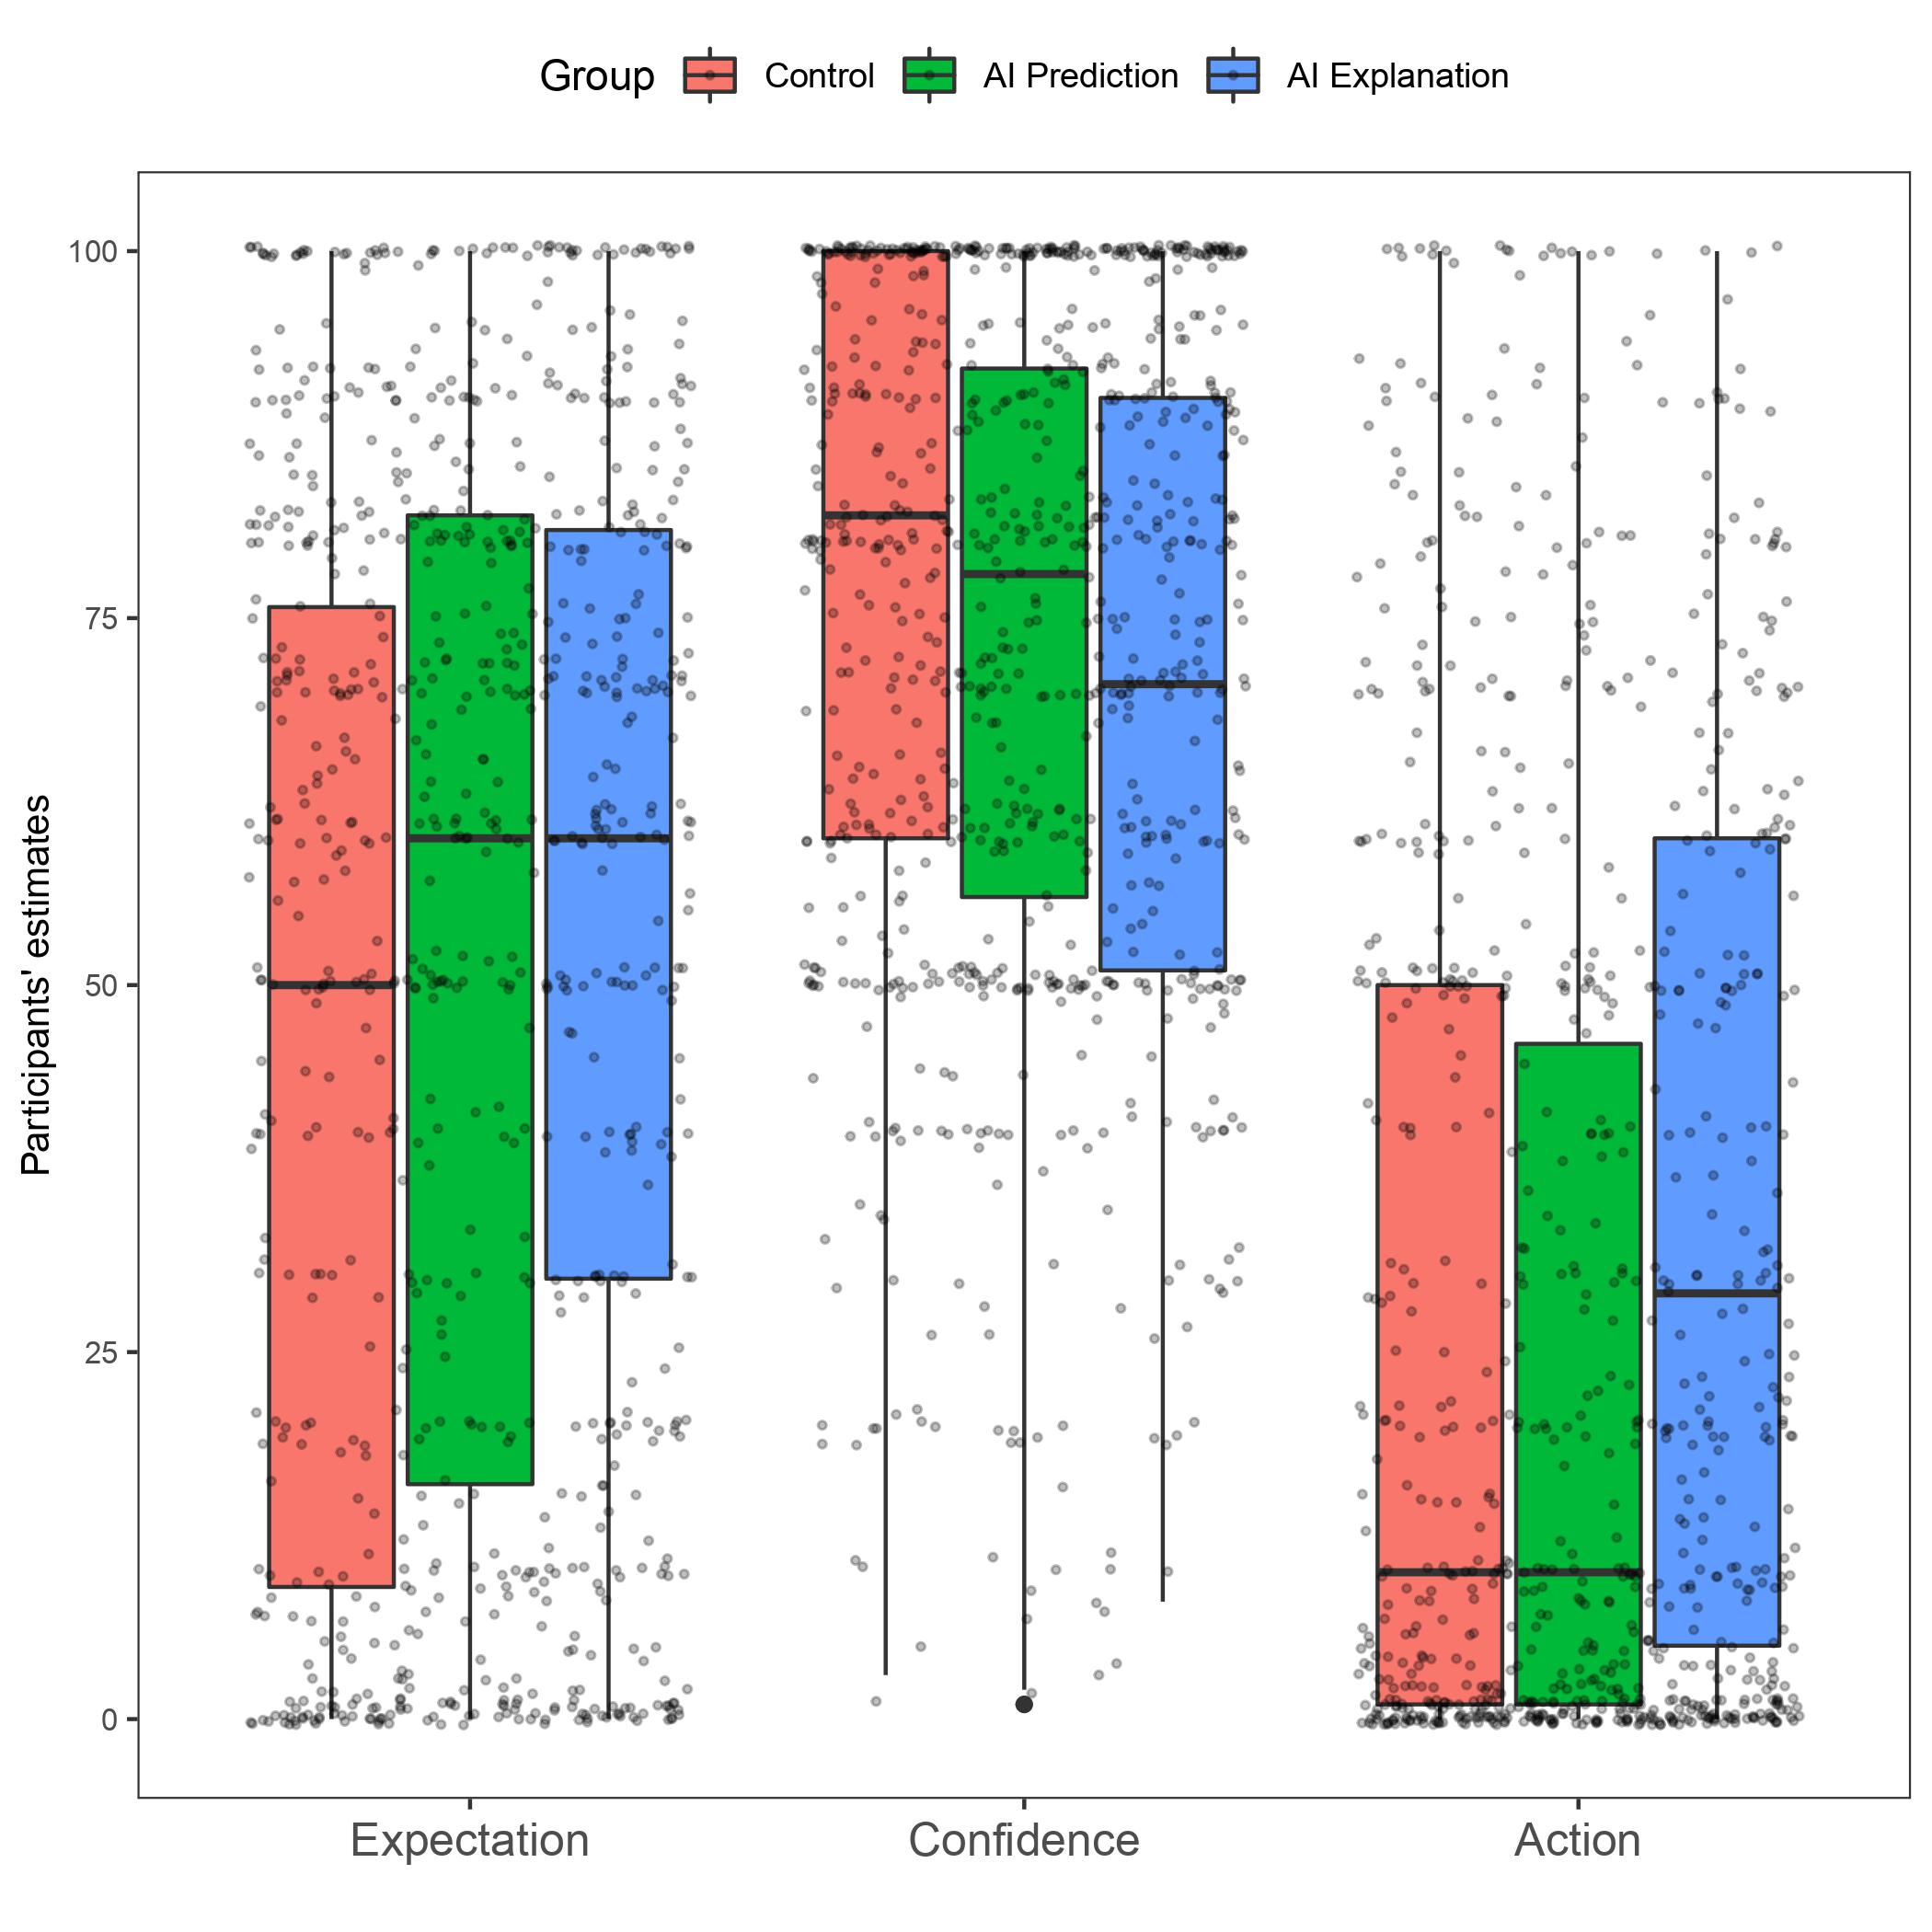 Group Control AI Prediction AI Explanation
Participants' estimates
100
75
50
25
0
Expectation Confidence Action